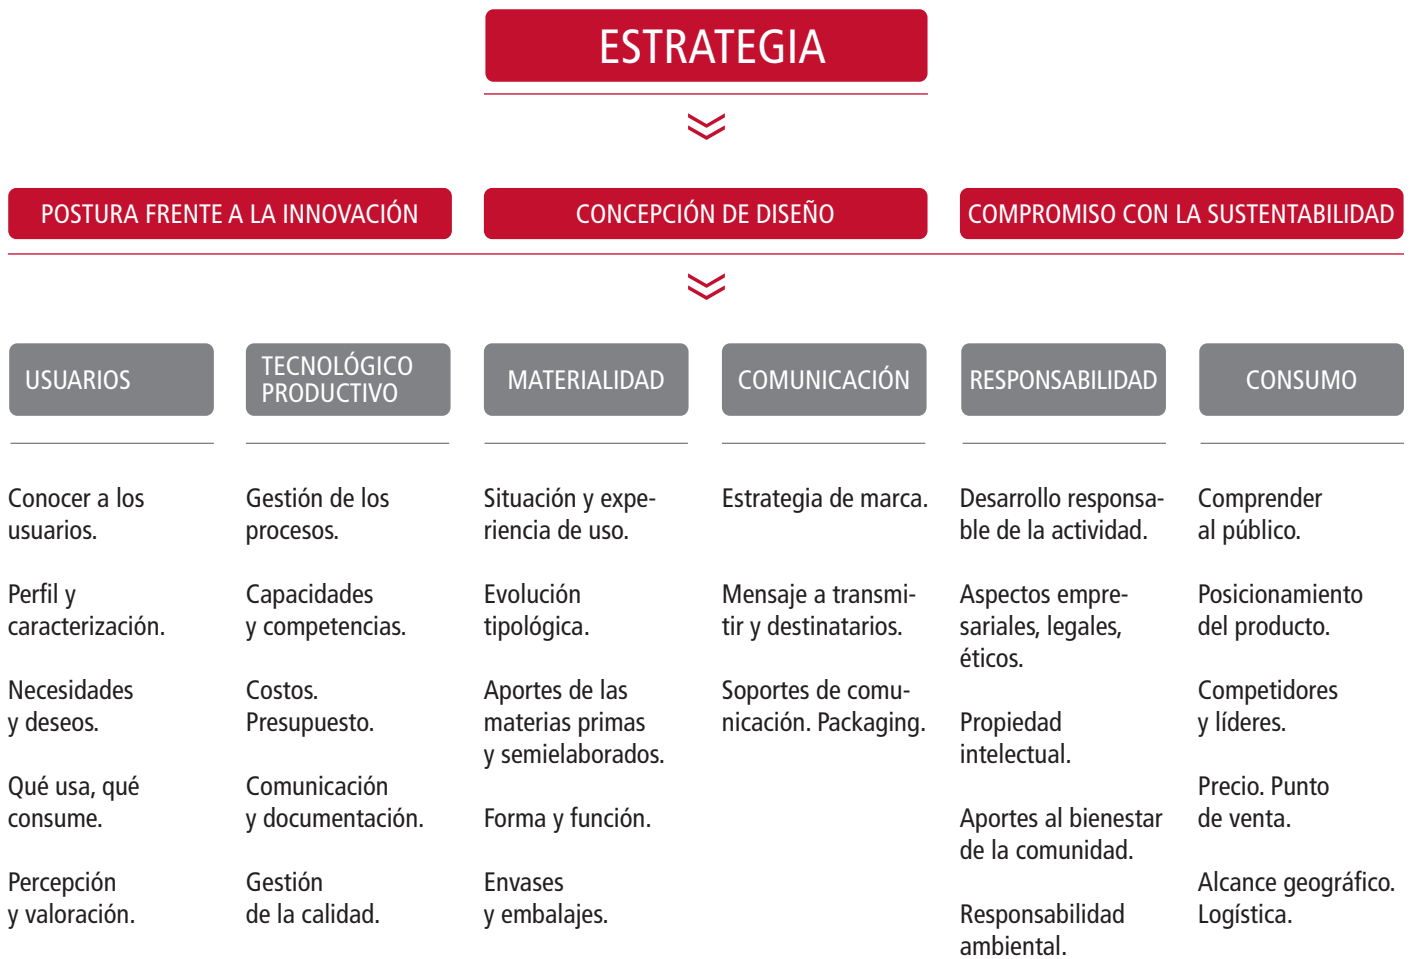 ESTRATEGIA
POSTURA FRENTE A LA INNOVACIÓN
CONCEPCIÓN DE DISEÑO
COMPROMISO CON LA SUSTENTABILIDAD
USUARIOS
Conocer a los
usuarios.
Perfil y
caracterización.
Necesidades
y deseos.
Qué usa, qué
consume.
Percepción
y valoración.
TECNOLÓGICO
PRODUCTIVO
Gestión de los
procesos.
Capacidades
y competencias.
Costos.
Presupuesto.
Comunicación
y documentación.
Gestión
de la calidad.
MATERIALIDAD
Situación y expe-
riencia de uso.
Evolución
tipológica.
Aportes de las
materias primas
y semielaborados.
Forma y función.
Envases
y embalajes.
COMUNICACIÓN
Estrategia de marca.
Mensaje a transmi-
tir y destinatarios.
Soportes de comu-
nicación. Packaging.
RESPONSABILIDAD
Desarrollo responsa-
ble de la actividad.
Aspectos empre-
sariales, legales,
éticos.
Propiedad
intelectual.
Aportes al bienestar
de la comunidad.
Responsabilidad
ambiental.
CONSUMO
Comprender
al público.
Posicionamiento
del producto.
Competidores
y líderes.
Precio. Punto
de venta.
Alcance geográfico.
Logística.